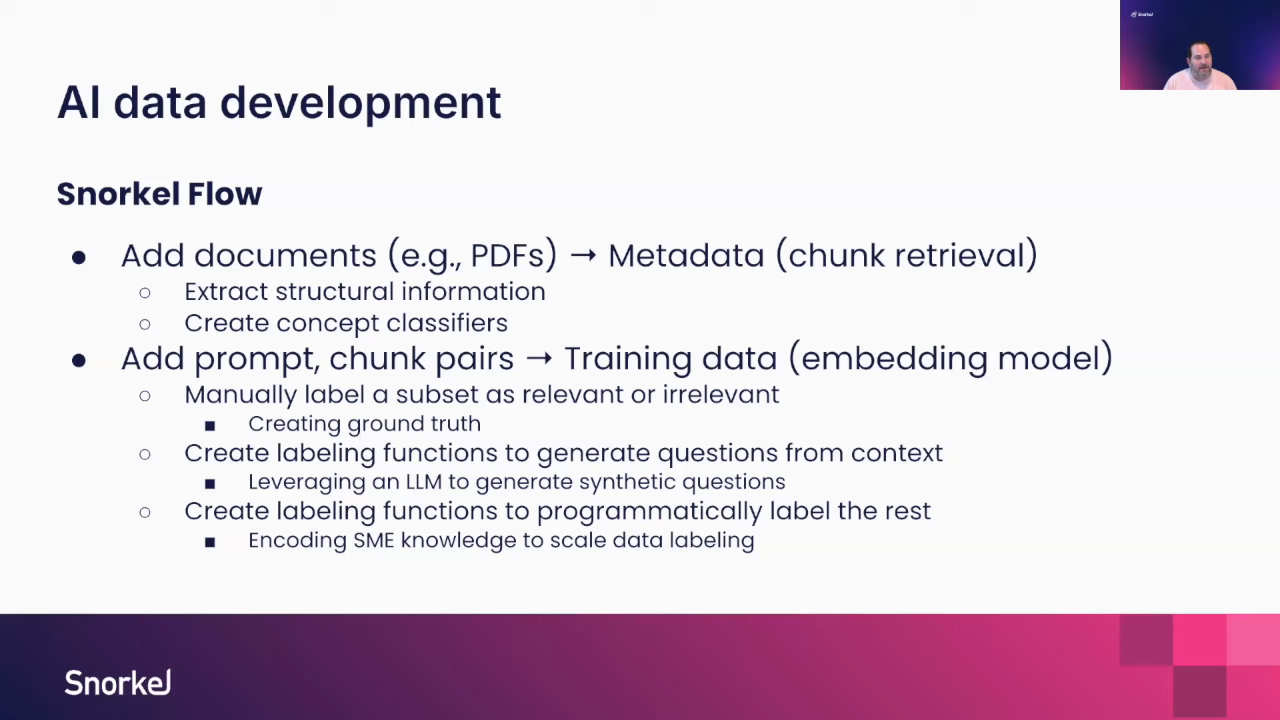 Snorkel
AI data development
Snorkel Flow
● Add documents (e.g., PDFs) → Metadata (chunk retrieval)
○ Extract structural information
○ Create concept classifiers
● Add prompt, chunk pairs → Training data (embedding model)
○ Manually label a subset as relevant or irrelevant
■ Creating ground truth
○ Create labeling functions to generate questions from context
■ Leveraging an LLM to generate synthetic questions
○ Create labeling functions to programmatically label the rest
■ Encoding SME knowledge to scale data labeling
Snorkel